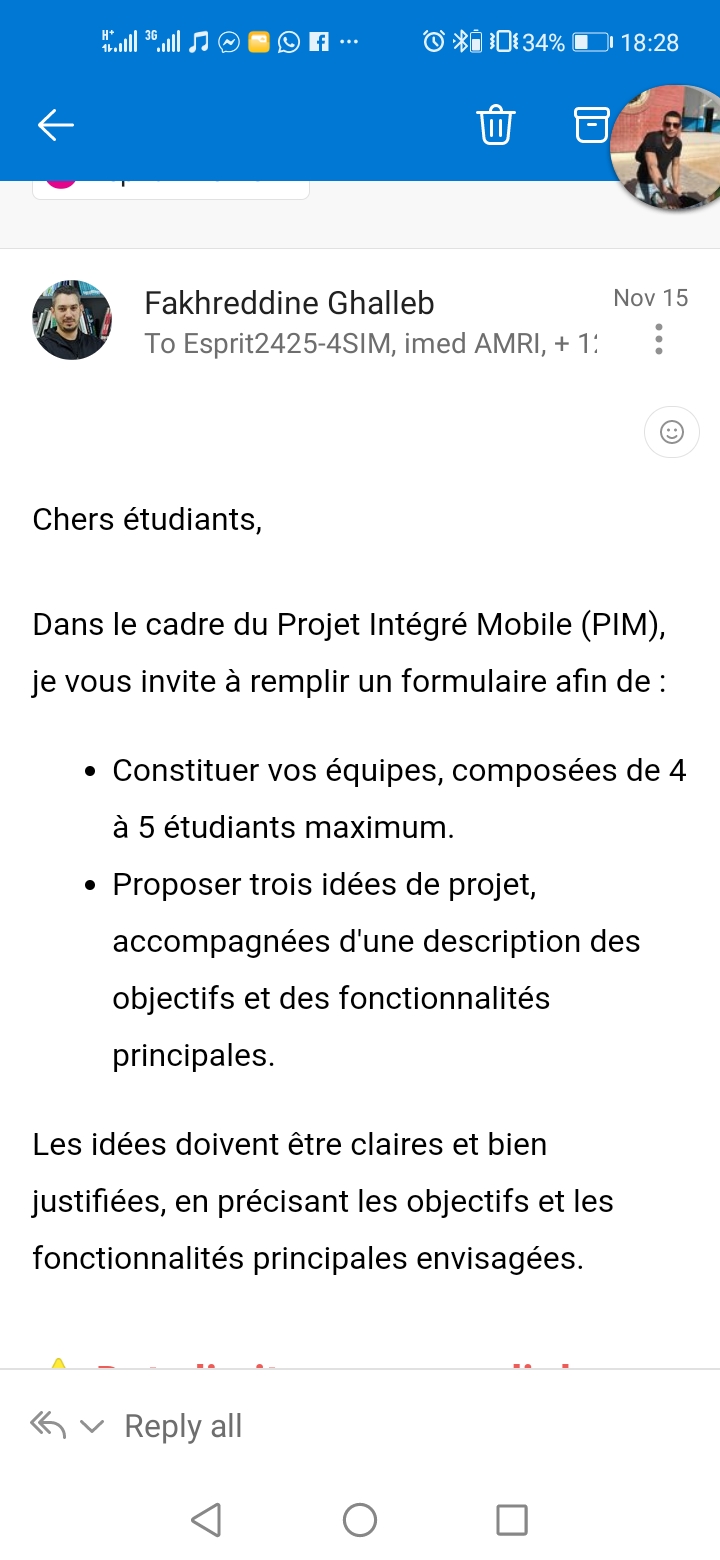 H+ 3G 34% 18:28
Fakhreddine Ghalleb
Nov 15
To Esprit2425-4SIM, imed AMRI, + 1
Chers étudiants,
Dans le cadre du Projet Intégré Mobile (PIM),
je vous invite à remplir un formulaire afin de :
• Constituer vos équipes, composées de 4
à 5 étudiants maximum.
• Proposer trois idées de projet,
accompagnées d'une description des
objectifs et des fonctionnalités
principales.
Les idées doivent être claires et bien
justifiées, en précisant les objectifs et les
fonctionnalités principales envisagées.
Reply all